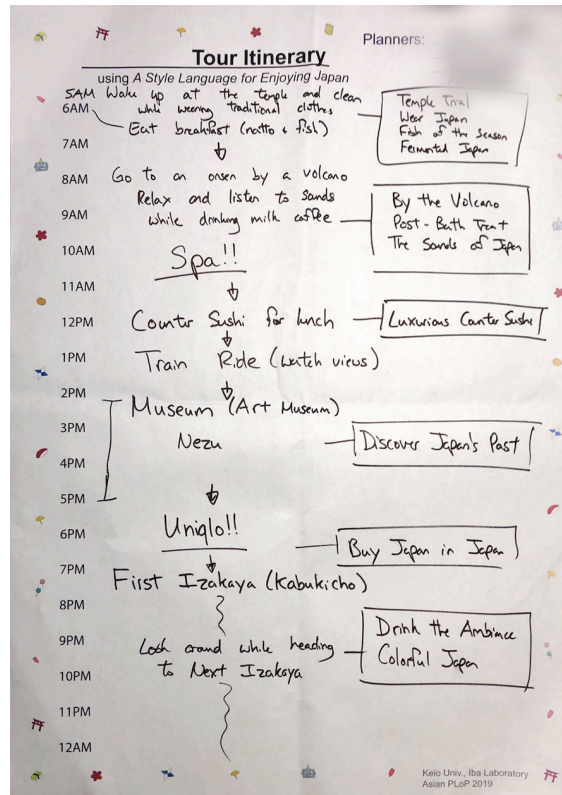 Planners:
Tour Itinerary
using A Style Language for Enjoying Japan
5AM Wake up at the temple and clean
6AM while wearing traditional clothes
Eat breakfast (natto & fish)
Temple Trial
Wear Japan
Fish of the Season
Fermented Japan
7AM
8AM Go to an onsen by a volcano
Relax and listen to sounds
9AM while drinking milk coffee
By the Volcano
Post-Bath Treat
The Sounds of Japan
10AM Spa!!
11AM
12PM Counter Sushi for lunch
Luxurious Counter Sushi
1PM Train Ride (watch views)
2PM Museum (Art Museum)
3PM Nezu
Discover Japan's Past
4PM
5PM
6PM Uniqlo!!
Buy Japan in Japan
7PM First Izakaya (Kabukicho)
8PM
9PM Look around while heading
10PM to Next Izakaya
Drink the Ambiance
Colorful Japan
11PM
12AM
Keio Univ., Iba Laboratory
Asian PLoP 2019